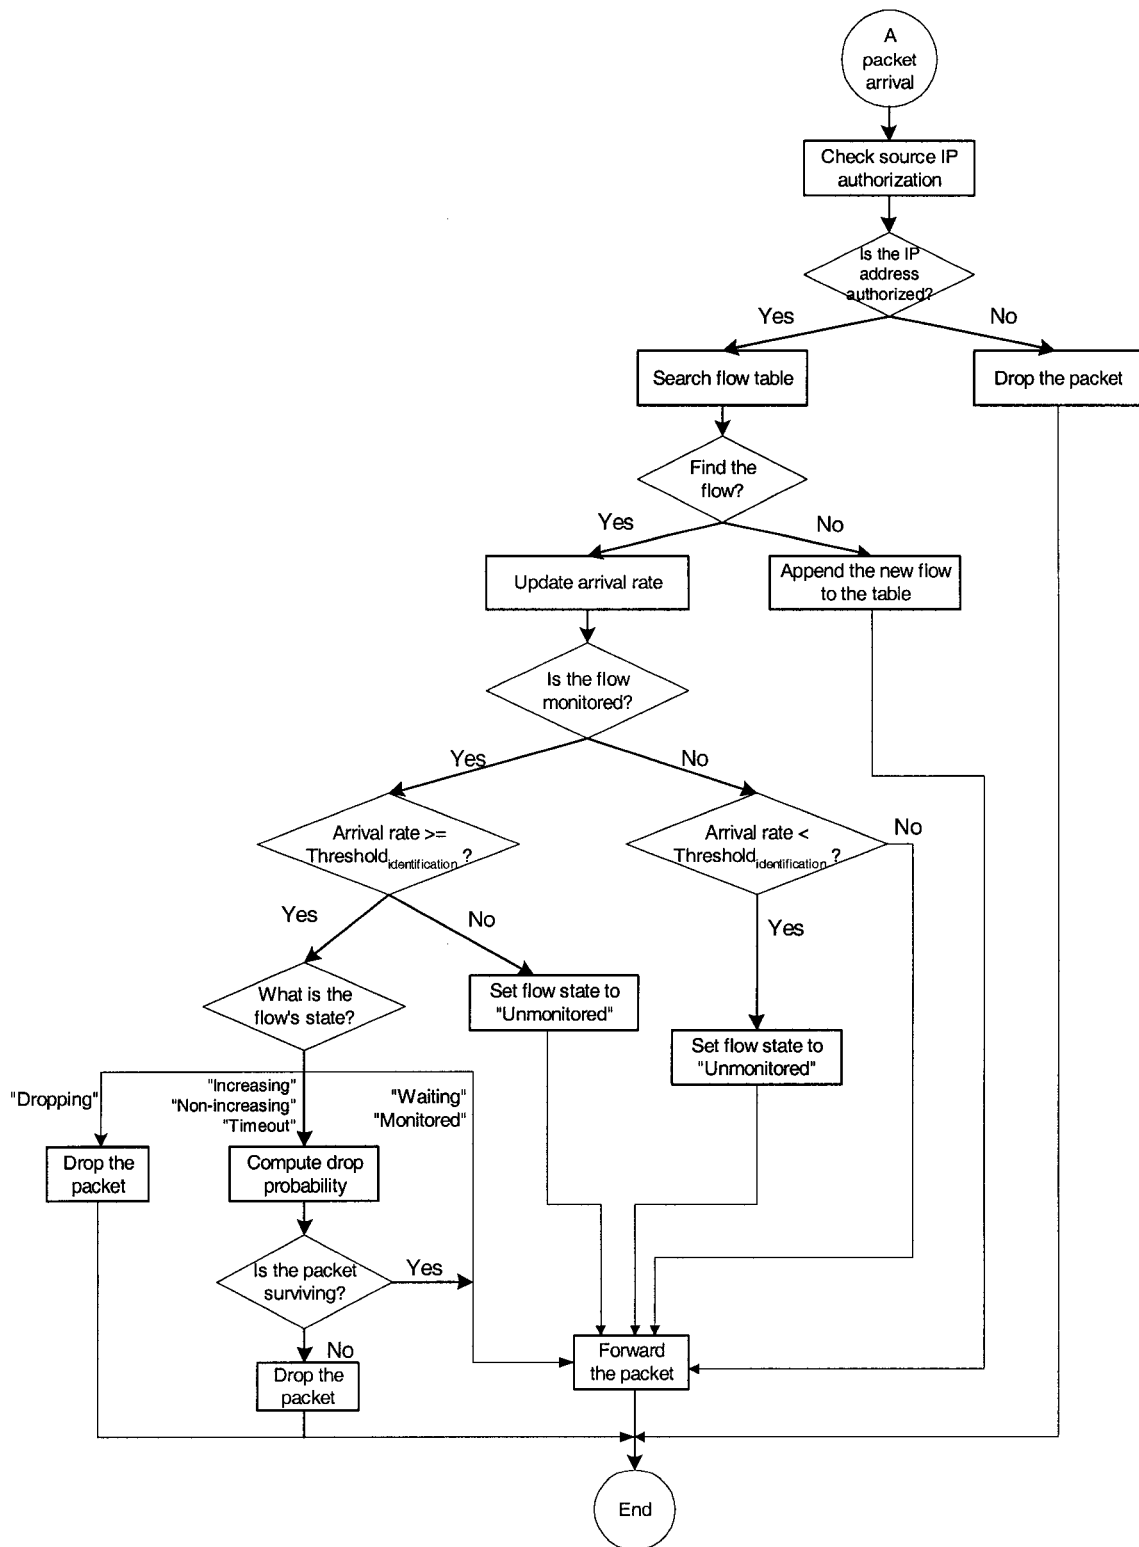 A
packet
arrival
Check source IP
authorization
Is the IP
address
authorized?
Yes
No
Search flow table
Drop the packet
Find the
flow?
Yes
No
Update arrival rate
Append the new flow
to the table
Is the flow
monitored?
Yes
No
Arrival rate >=
Threshold identification ?
Arrival rate <
Threshold identification ?
No
Yes
No
Yes
What is the
flow's state?
Set flow state to
"Unmonitored"
Set flow state to
"Unmonitored"
"Dropping"
"Increasing"
"Non-increasing"
"Timeout"
"Waiting"
"Monitored"
Drop the
packet
Compute drop
probability
Is the packet
surviving?
Yes
No
Drop the
packet
Forward
the packet
End